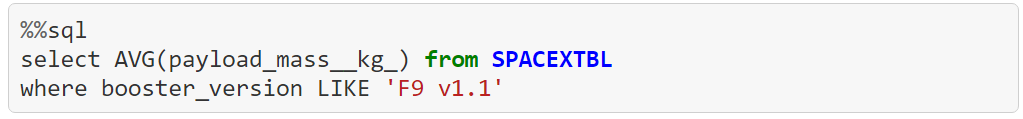 %%sql
select AVG(payload_mass__kg_) from SPACEXTBL
where booster_version LIKE 'F9 v1.1'